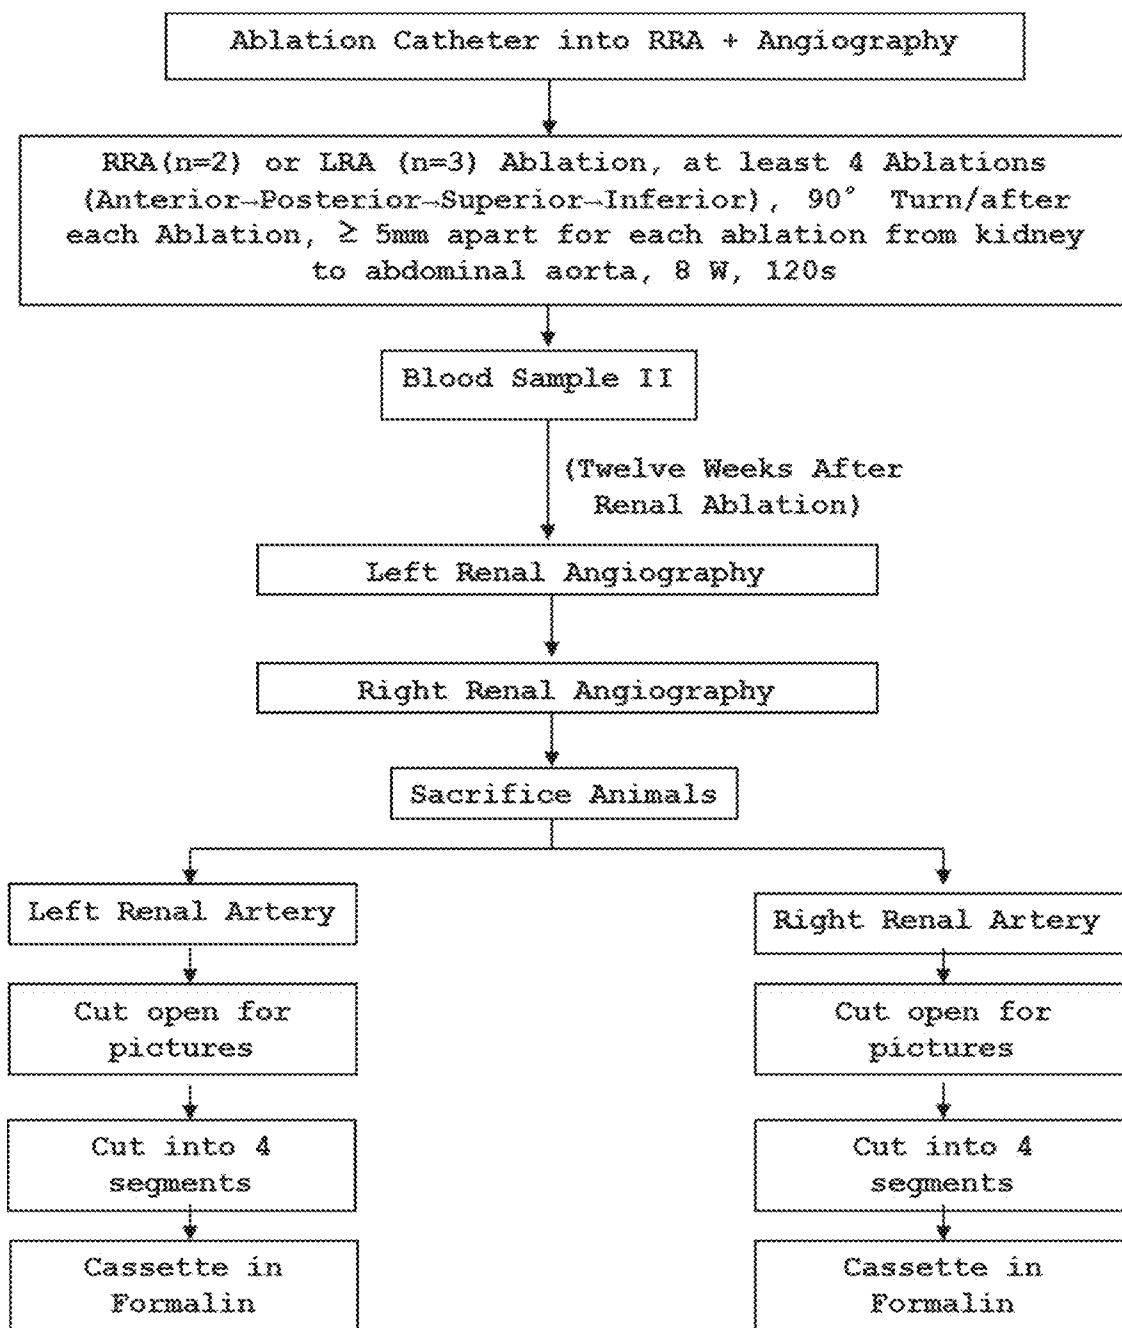 Ablation Catheter into RRA + Angiography
RRA(n=2) or LRA (n=3) Ablation, at least 4 Ablations
(Anterior→Posterior→Superior→Inferior), 90° Turn/after
each Ablation, ≥ 5mm apart for each ablation from kidney
to abdominal aorta, 8 W, 120s
Blood Sample II
(Twelve Weeks After
Renal Ablation)
Left Renal Angiography
Right Renal Angiography
Sacrifice Animals
Left Renal Artery
Right Renal Artery
Cut open for
pictures
Cut open for
pictures
Cut into 4
segments
Cut into 4
segments
Cassette in
Formalin
Cassette in
Formalin